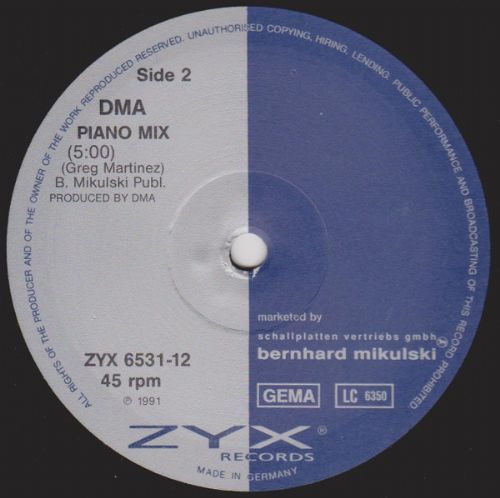 ALL RIGHTS OF THE PRODUCER AND OF THE OWNER OF THE WORK REPRODUCED RESERVED. UNAUTHORISED COPYING, HIRING, LENDING, PUBLIC PERFORMANCE AND BROADCASTING OF THIS RECORD PROHIBITED
Side 2
DMA
PIANO MIX
(5:00)
(Greg Martinez)
B. Mikulski Publ.
PRODUCED BY DMA
marketed by
schallplatten vertriebs gmbh
bernhard mikulski
ZYX 6531-12
45 rpm
℗ 1991
GEMA
LC 6350
ZYX®
RECORDS
MADE IN GERMANY